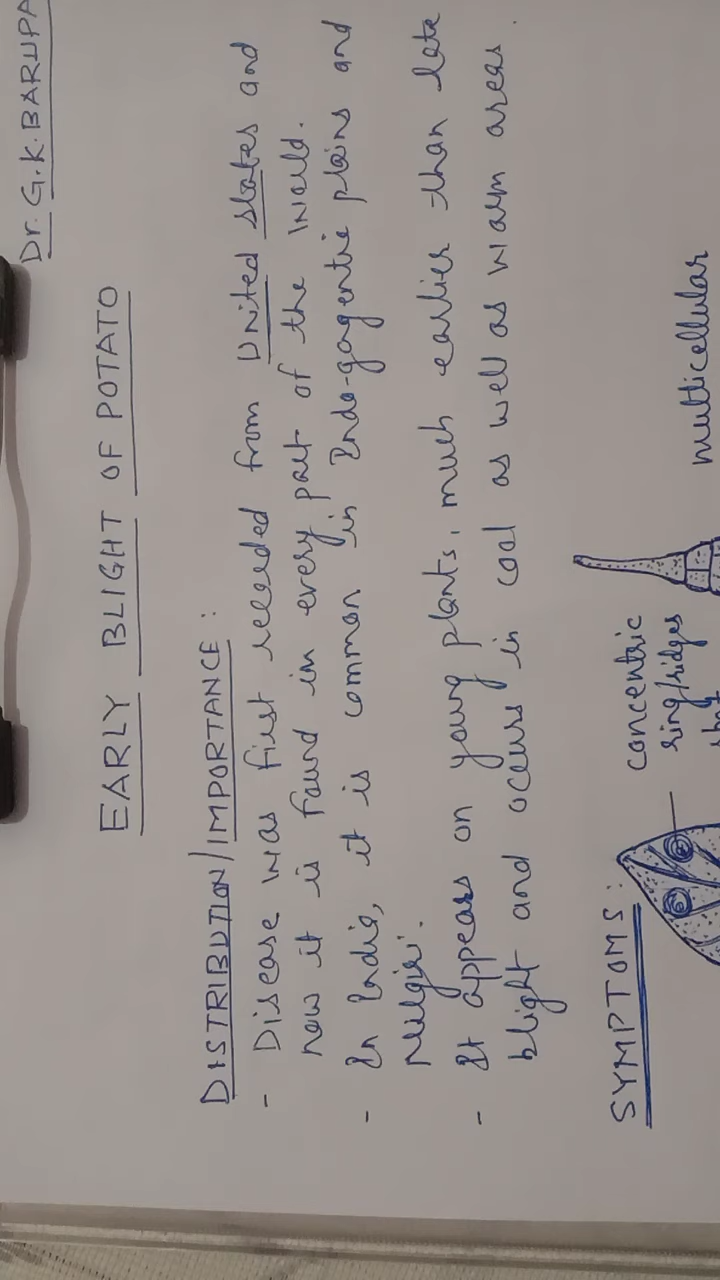 Dr. G.K. BARUPA
EARLY BLIGHT OF POTATO
DISTRIBUTION/IMPORTANCE:
- Disease was first recorded from United States and
now it is found in every part of the world.
- In India, it is common in Indo-gangentic plains and
Nilgiri.
- It appears on young plants, much earlier than late
blight and occurs in cool as well as warm areas.
SYMPTOMS:
concentric
ring/ridges
multicellular